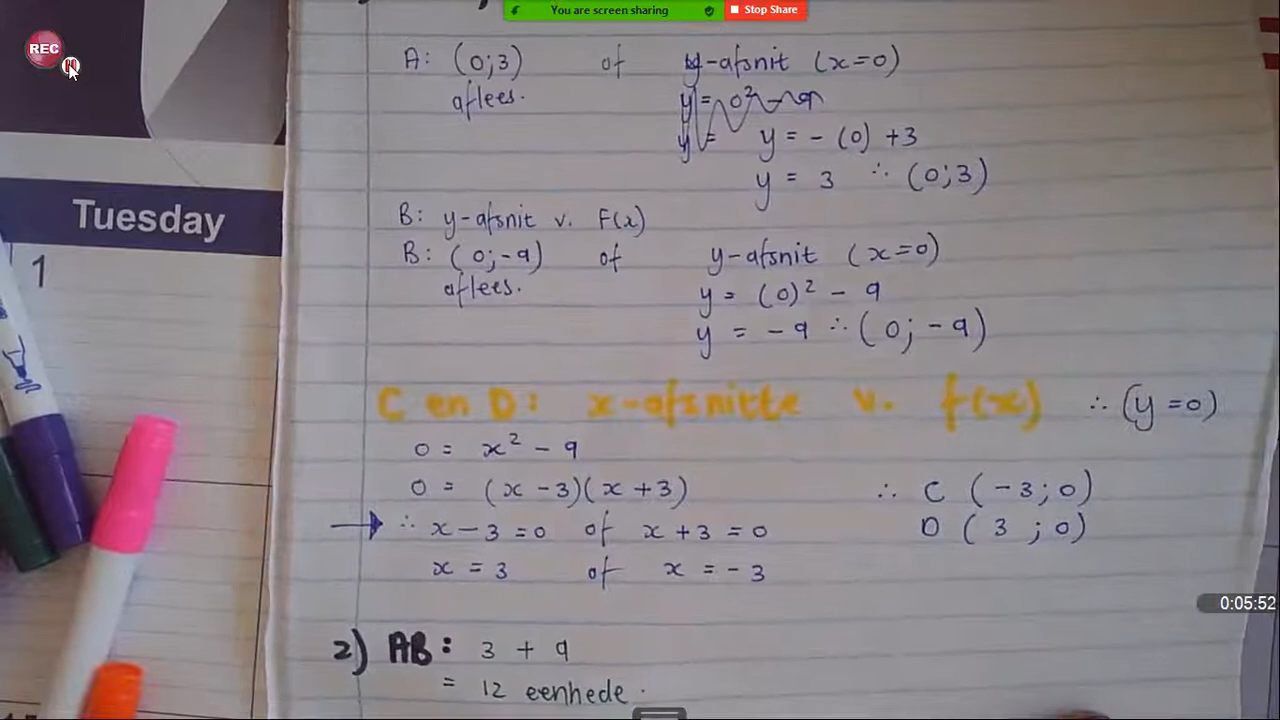 You are screen sharing Stop Share
REC
A: (0;3) of y-afsnit (x=0)
aflees. y = 0² - 9
y = y = - (0) + 3
y = 3 ∴ (0;3)
B: y-afsnit v. F(x)
B: (0;-9) of y-afsnit (x=0)
aflees. y = (0)² - 9
y = -9 ∴ (0;-9)
Tuesday
1
C en D: x-afsnitte v. f(x) ∴ (y=0)
0 = x² - 9
0 = (x-3)(x+3) ∴ C (-3;0)
→ ∴ x-3=0 of x+3=0 D (3;0)
x = 3 of x = -3
0:05:52
2) AB: 3 + 9
= 12 eenhede.